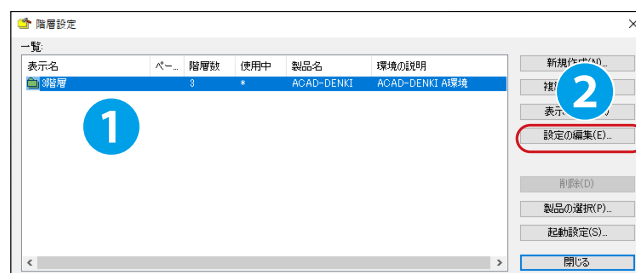 階層設定
一覧:
表示名 ペー... 階層数 使用中 製品名 環境の説明
3階層 3 * ACAD-DENKI ACAD-DENKI A環境
1
2
新規作成(N)...
設定の編集(E)...
削除(D)
製品の選択(P)...
起動設定(S)...
閉じる